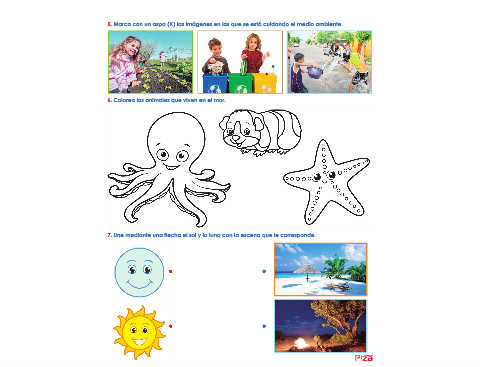 5. Marca con un aspa (X) las imágenes en las que se está cuidando el medio ambiente.
6. Colorea los animales que viven en el mar.
7. Une mediante una flecha el sol y la luna con la escena que le corresponde.